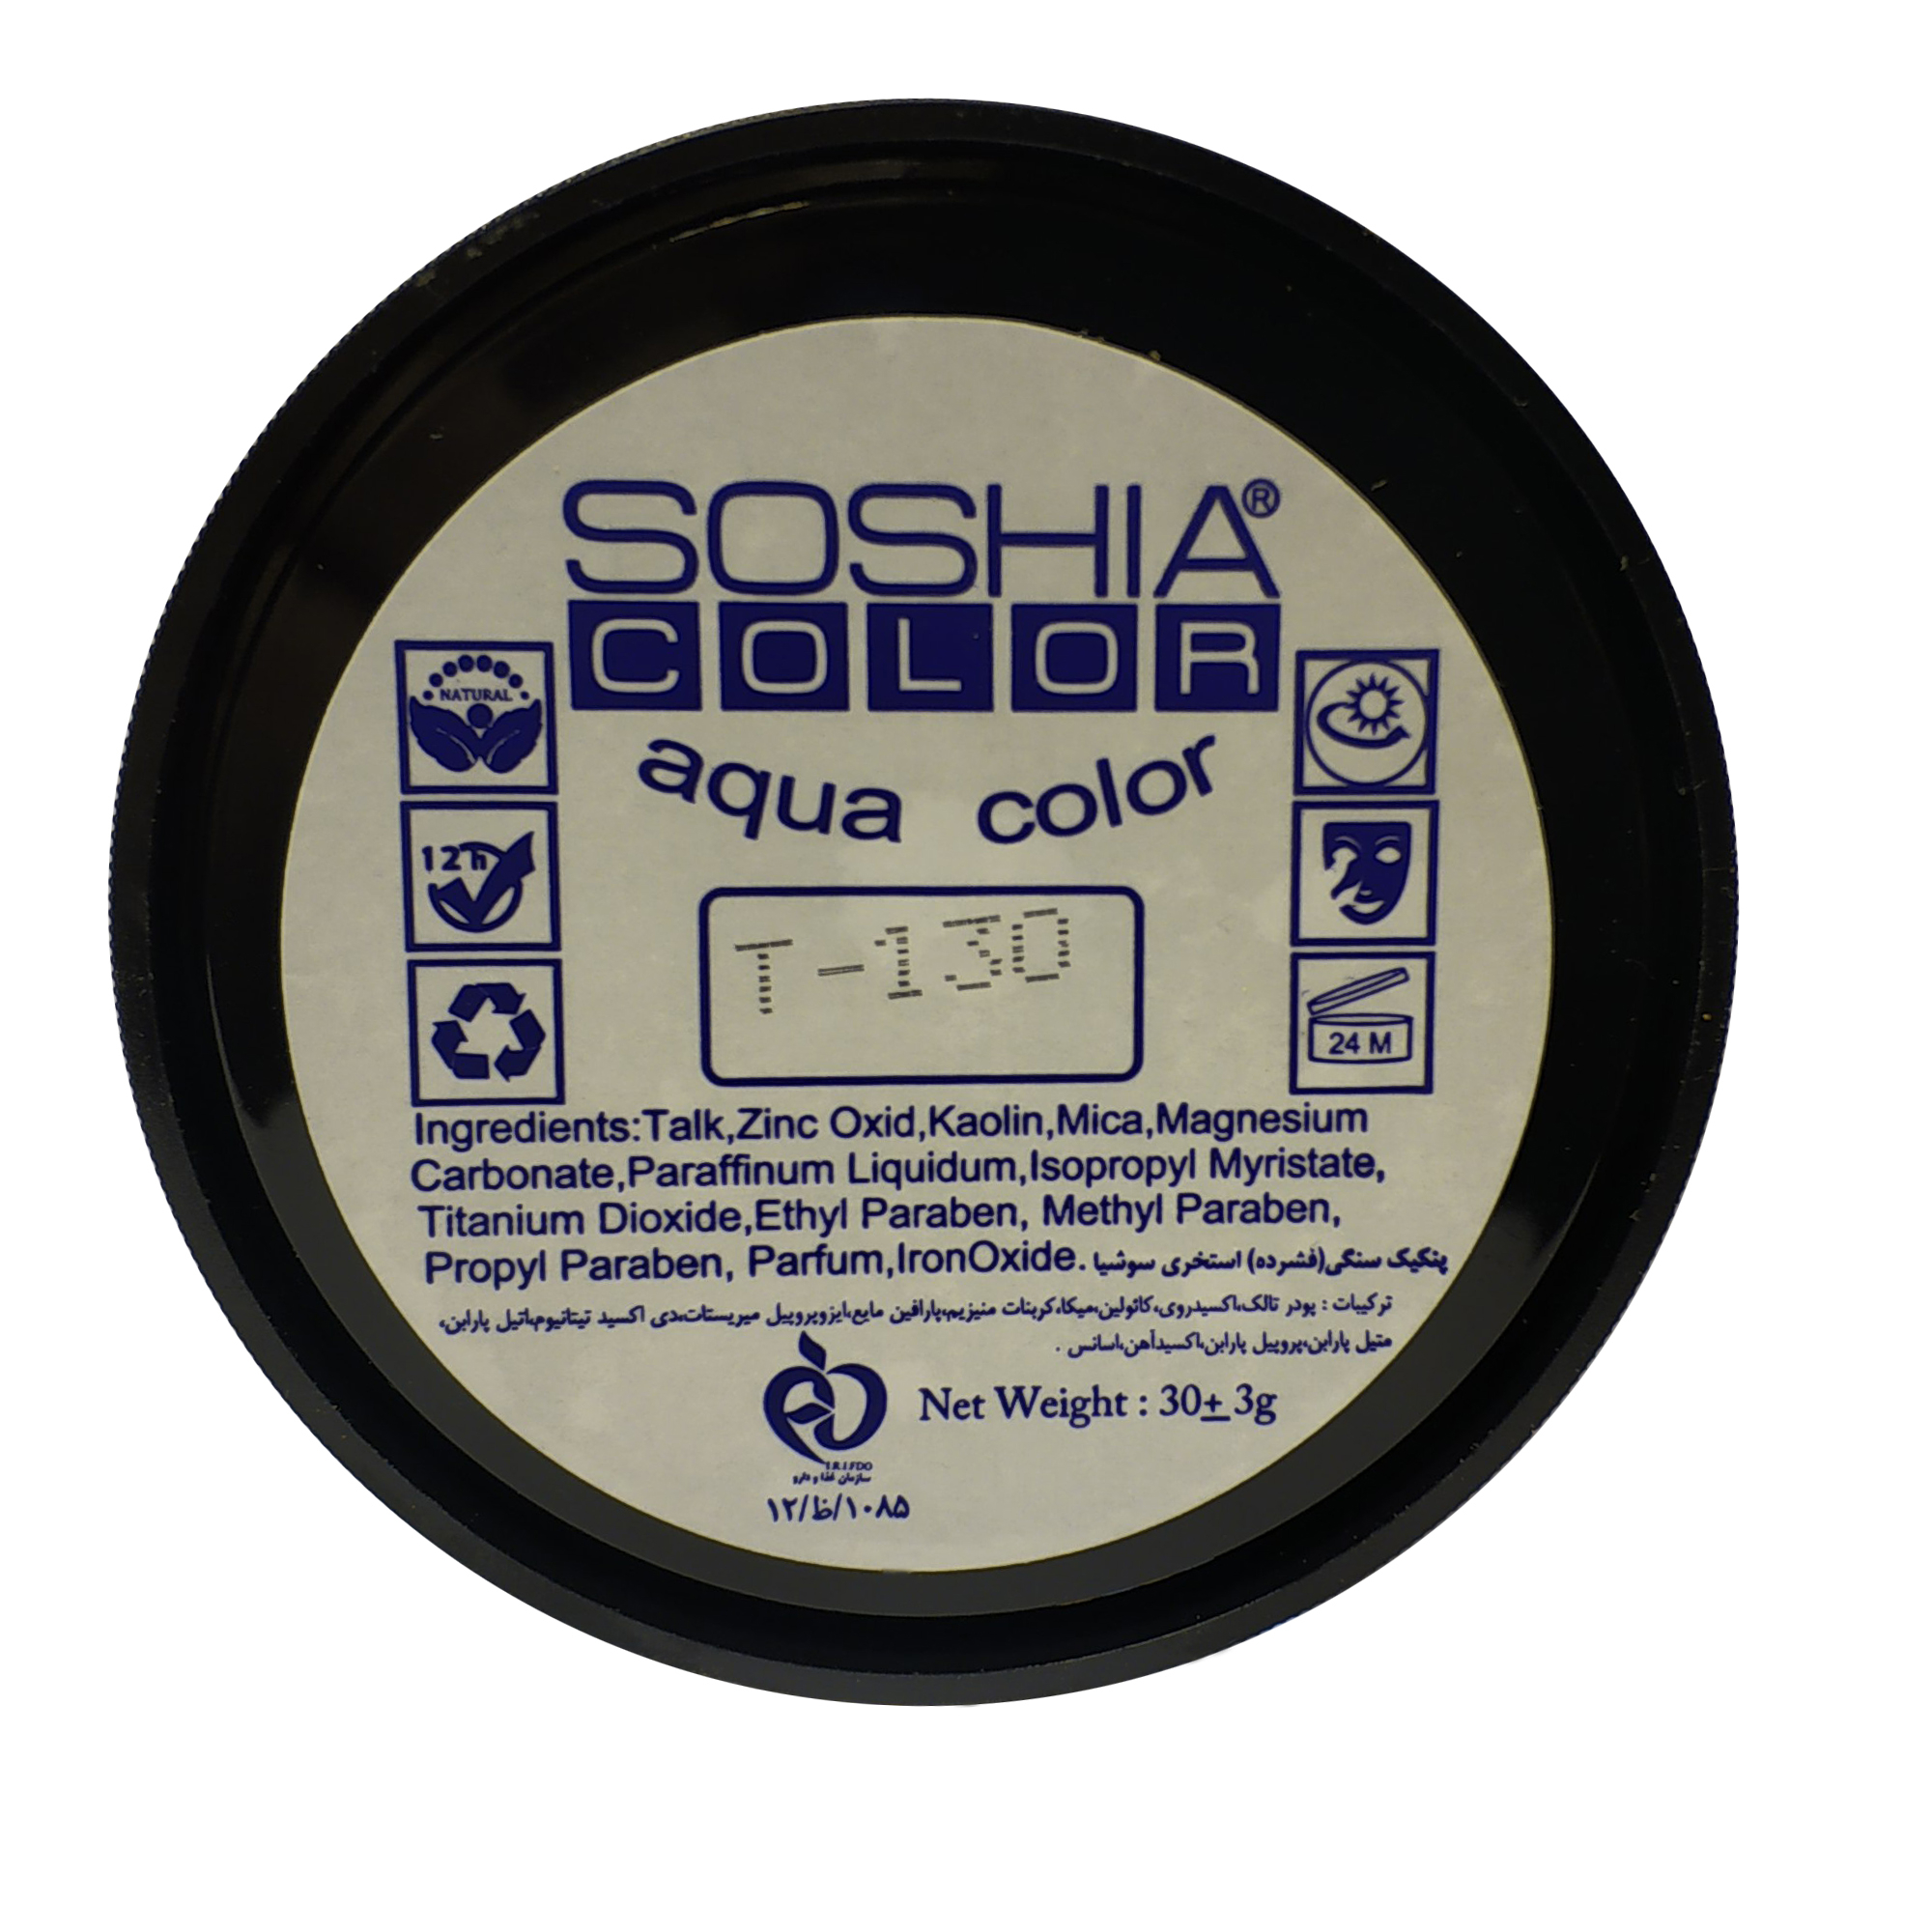 SOSHIA®
COLOR
aqua color
NATURAL
12h
T-130
24 M
Ingredients:Talk,Zinc Oxid,Kaolin,Mica,Magnesium
Carbonate,Paraffinum Liquidum,Isopropyl Myristate,
Titanium Dioxide,Ethyl Paraben, Methyl Paraben,
Propyl Paraben, Parfum,IronOxide. پنکیک سنگی(فشرده) استخری سوشیا
ترکیبات : پودر تالک،اکسیدروی،کائولین،میکا،کربنات منیزیم،پارافین مایع،ایزوپروپیل میریستات،دی اکسید تیتانیوم،اتیل پارابن،
متیل پارابن،پروپیل پارابن،اکسیدآهن،اسانس .
Net Weight : 30± 3g
I.R.I.FDO
سازمان غذا و دارو
۱۲/ظ/۱۰۸۵